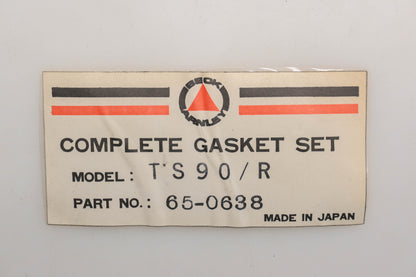 BECK
ARNLEY
COMPLETE GASKET SET
MODEL: TS90/R
PART NO.: 65-0638
MADE IN JAPAN